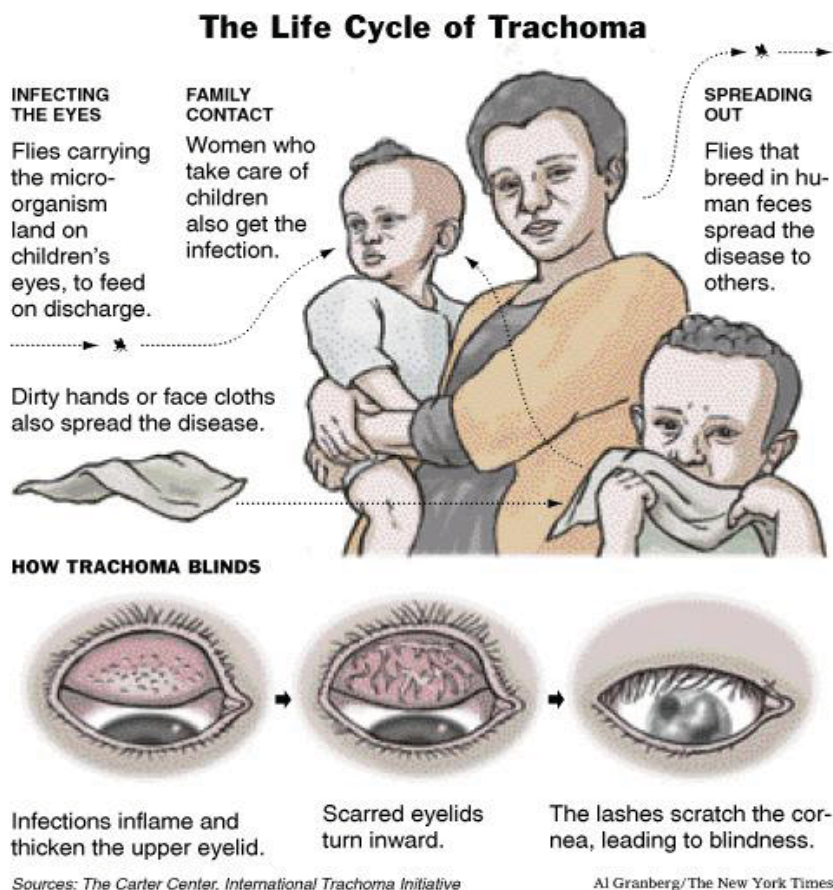 The Life Cycle of Trachoma
INFECTING
THE EYES
Flies carrying
the micro-
organism
land on
children's
eyes, to feed
on discharge.
FAMILY
CONTACT
Women who
take care of
children
also get the
infection.
SPREADING
OUT
Flies that
breed in hu-
man feces
spread the
disease to
others.
Dirty hands or face cloths
also spread the disease.
HOW TRACHOMA BLINDS
Infections inflame and
thicken the upper eyelid.
Scarred eyelids
turn inward.
The lashes scratch the cor-
nea, leading to blindness.
Sources: The Carter Center, International Trachoma Initiative
Al Granberg/The New York Times